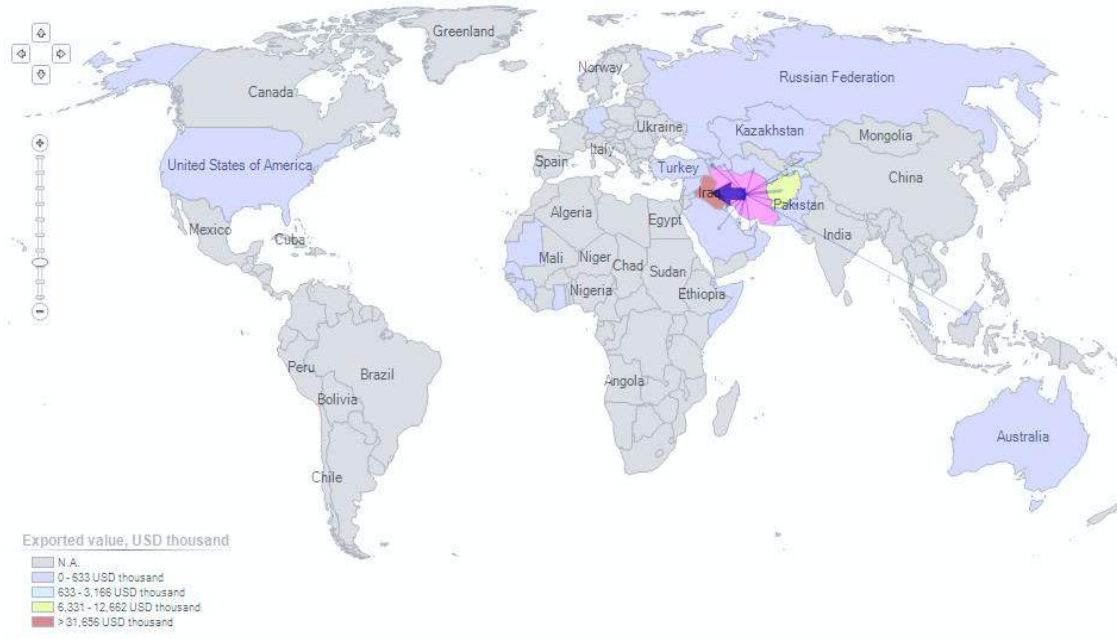 Greenland
Norway
Russian Federation
Canada
Ukraine
Kazakhstan
Mongolia
Italy
United States of America
Spain
Turkey
China
Iraq
Pakistan
Mexico
Algeria
Egypt
India
Cuba
Mali
Niger
Chad
Sudan
Nigeria
Ethiopia
Peru
Brazil
Angola
Bolivia
Australia
Chile
Exported value, USD thousand
N.A.
0 - 633 USD thousand
633 - 3,166 USD thousand
6,331 - 12,662 USD thousand
> 31,656 USD thousand